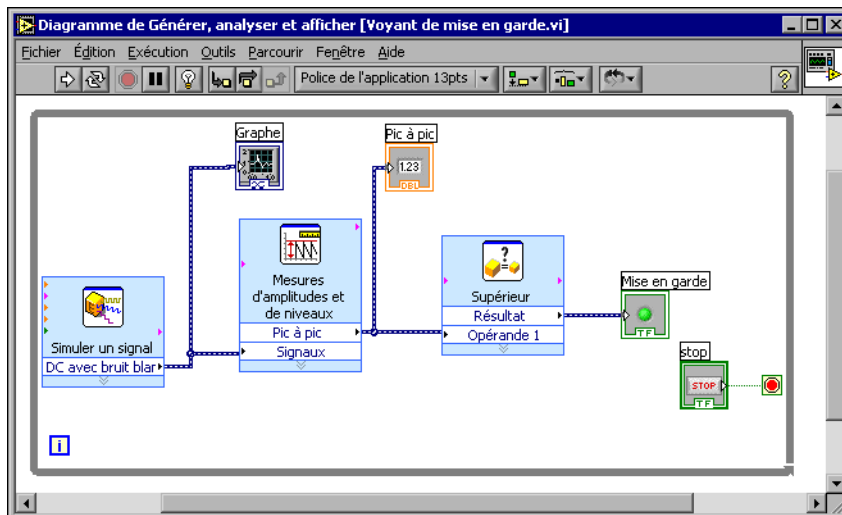 Diagramme de Générer, analyser et afficher [Voyant de mise en garde.vi]
Fichier Édition Exécution Outils Parcourir Fenêtre Aide
Police de l'application 13pts
?
Graphe
Pic à pic
1.23
DBL
Mesures
d'amplitudes et
de niveaux
Pic à pic
Signaux
Simuler un signal
DC avec bruit blar
?
Supérieur
Résultat
Opérande 1
Mise en garde
TF
stop
STOP
TF
i